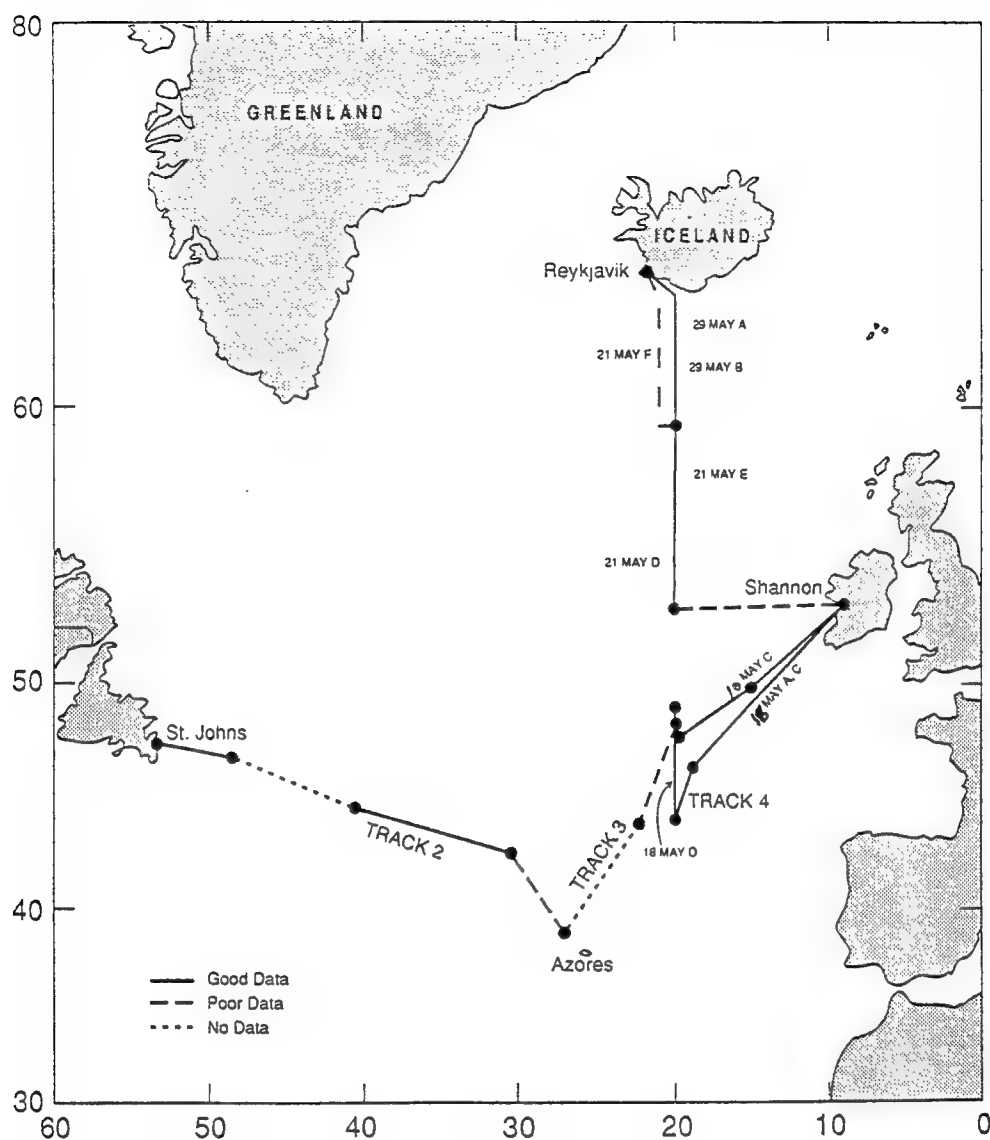 80
GREENLAND
ICELAND
Reykjavik
29 MAY A
21 MAY F
29 MAY B
60
21 MAY E
21 MAY D
Shannon
50
MAY C
18 MAY A, C
St. Johns
TRACK 4
TRACK 2
TRACK 3
18 MAY D
40
Azores
Good Data
Poor Data
No Data
30
60
50
40
30
20
10
0